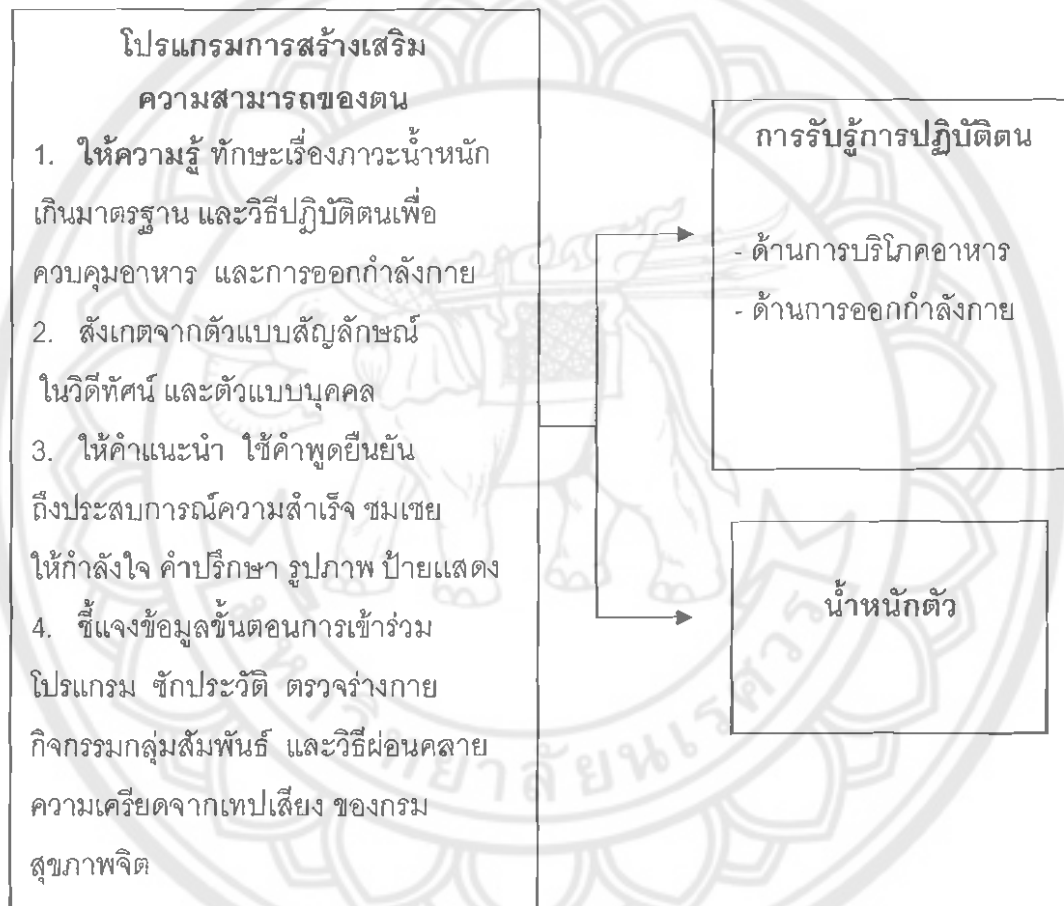 โปรแกรมการสร้างเสริม
ความสามารถของตน
1. ให้ความรู้ ทักษะเรื่องภาวะน้ำหนัก
เกินมาตรฐาน และวิธีปฏิบัติตนเพื่อ
ควบคุมอาหาร และการออกกำลังกาย
2. สังเกตจากตัวแบบสัญลักษณ์
ในวิดีทัศน์ และตัวแบบบุคคล
3. ให้คำแนะนำ ใช้คำพูดยืนยัน
ถึงประสบการณ์ความสำเร็จ ชมเชย
ให้กำลังใจ คำปรึกษา รูปภาพ ป้ายแสดง
4. ชี้แจงข้อมูลขั้นตอนการเข้าร่วม
โปรแกรม ซักประวัติ ตรวจร่างกาย
กิจกรรมกลุ่มสัมพันธ์ และวิธีผ่อนคลาย
ความเครียดจากเทปเสียง ของกรม
สุขภาพจิต
การรับรู้การปฏิบัติตน
- ด้านการบริโภคอาหาร
- ด้านการออกกำลังกาย
น้ำหนักตัว